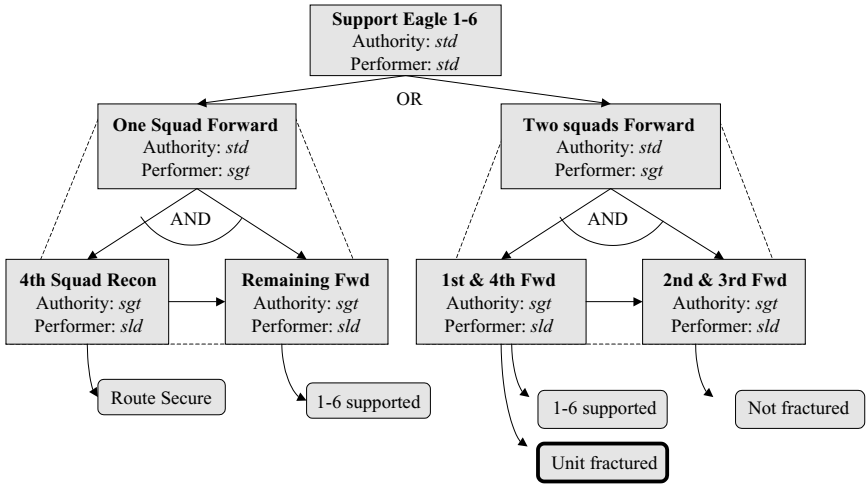 Support Eagle 1-6
Authority: std
Performer: std
OR
One Squad Forward
Authority: std
Performer: sgt
Two squads Forward
Authority: std
Performer: sgt
AND
AND
4th Squad Recon
Authority: sgt
Performer: sld
Remaining Fwd
Authority: sgt
Performer: sld
1st & 4th Fwd
Authority: sgt
Performer: sld
2nd & 3rd Fwd
Authority: sgt
Performer: sld
Route Secure
1-6 supported
1-6 supported
Not fractured
Unit fractured